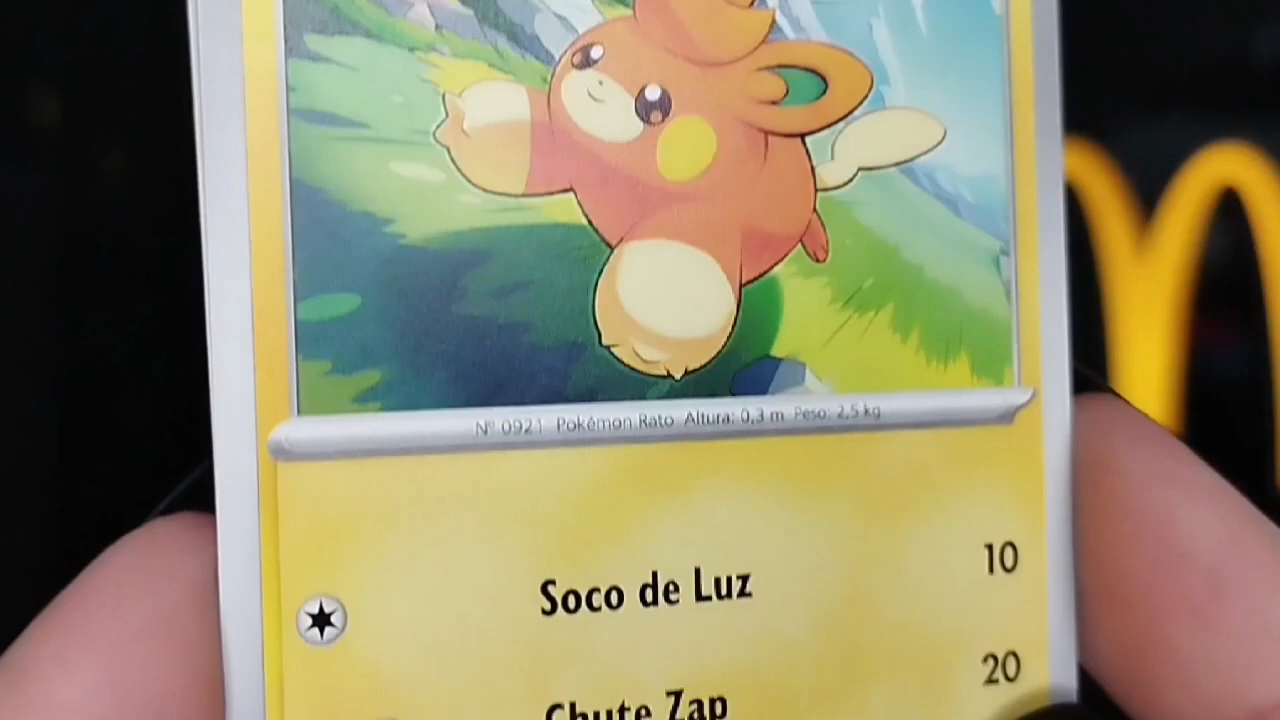 Nº 0921 Pokémon Rato Altura: 0,3 m Peso: 2,5 kg
Soco de Luz 10
Chute Zap 20